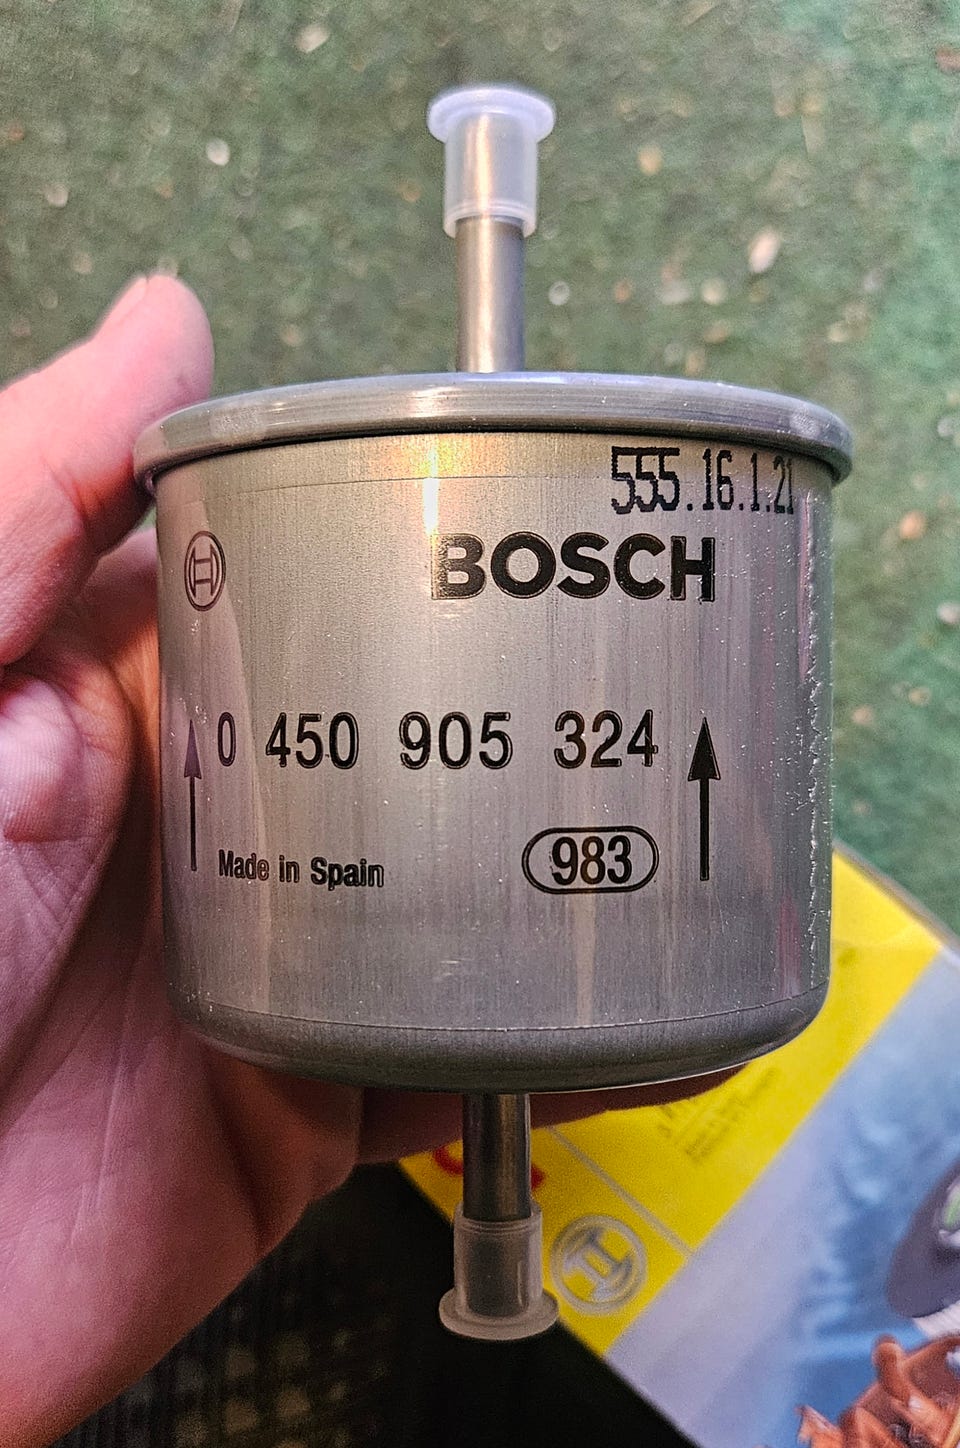 555.16.1.21
BOSCH
0 450 905 324
Made in Spain 983